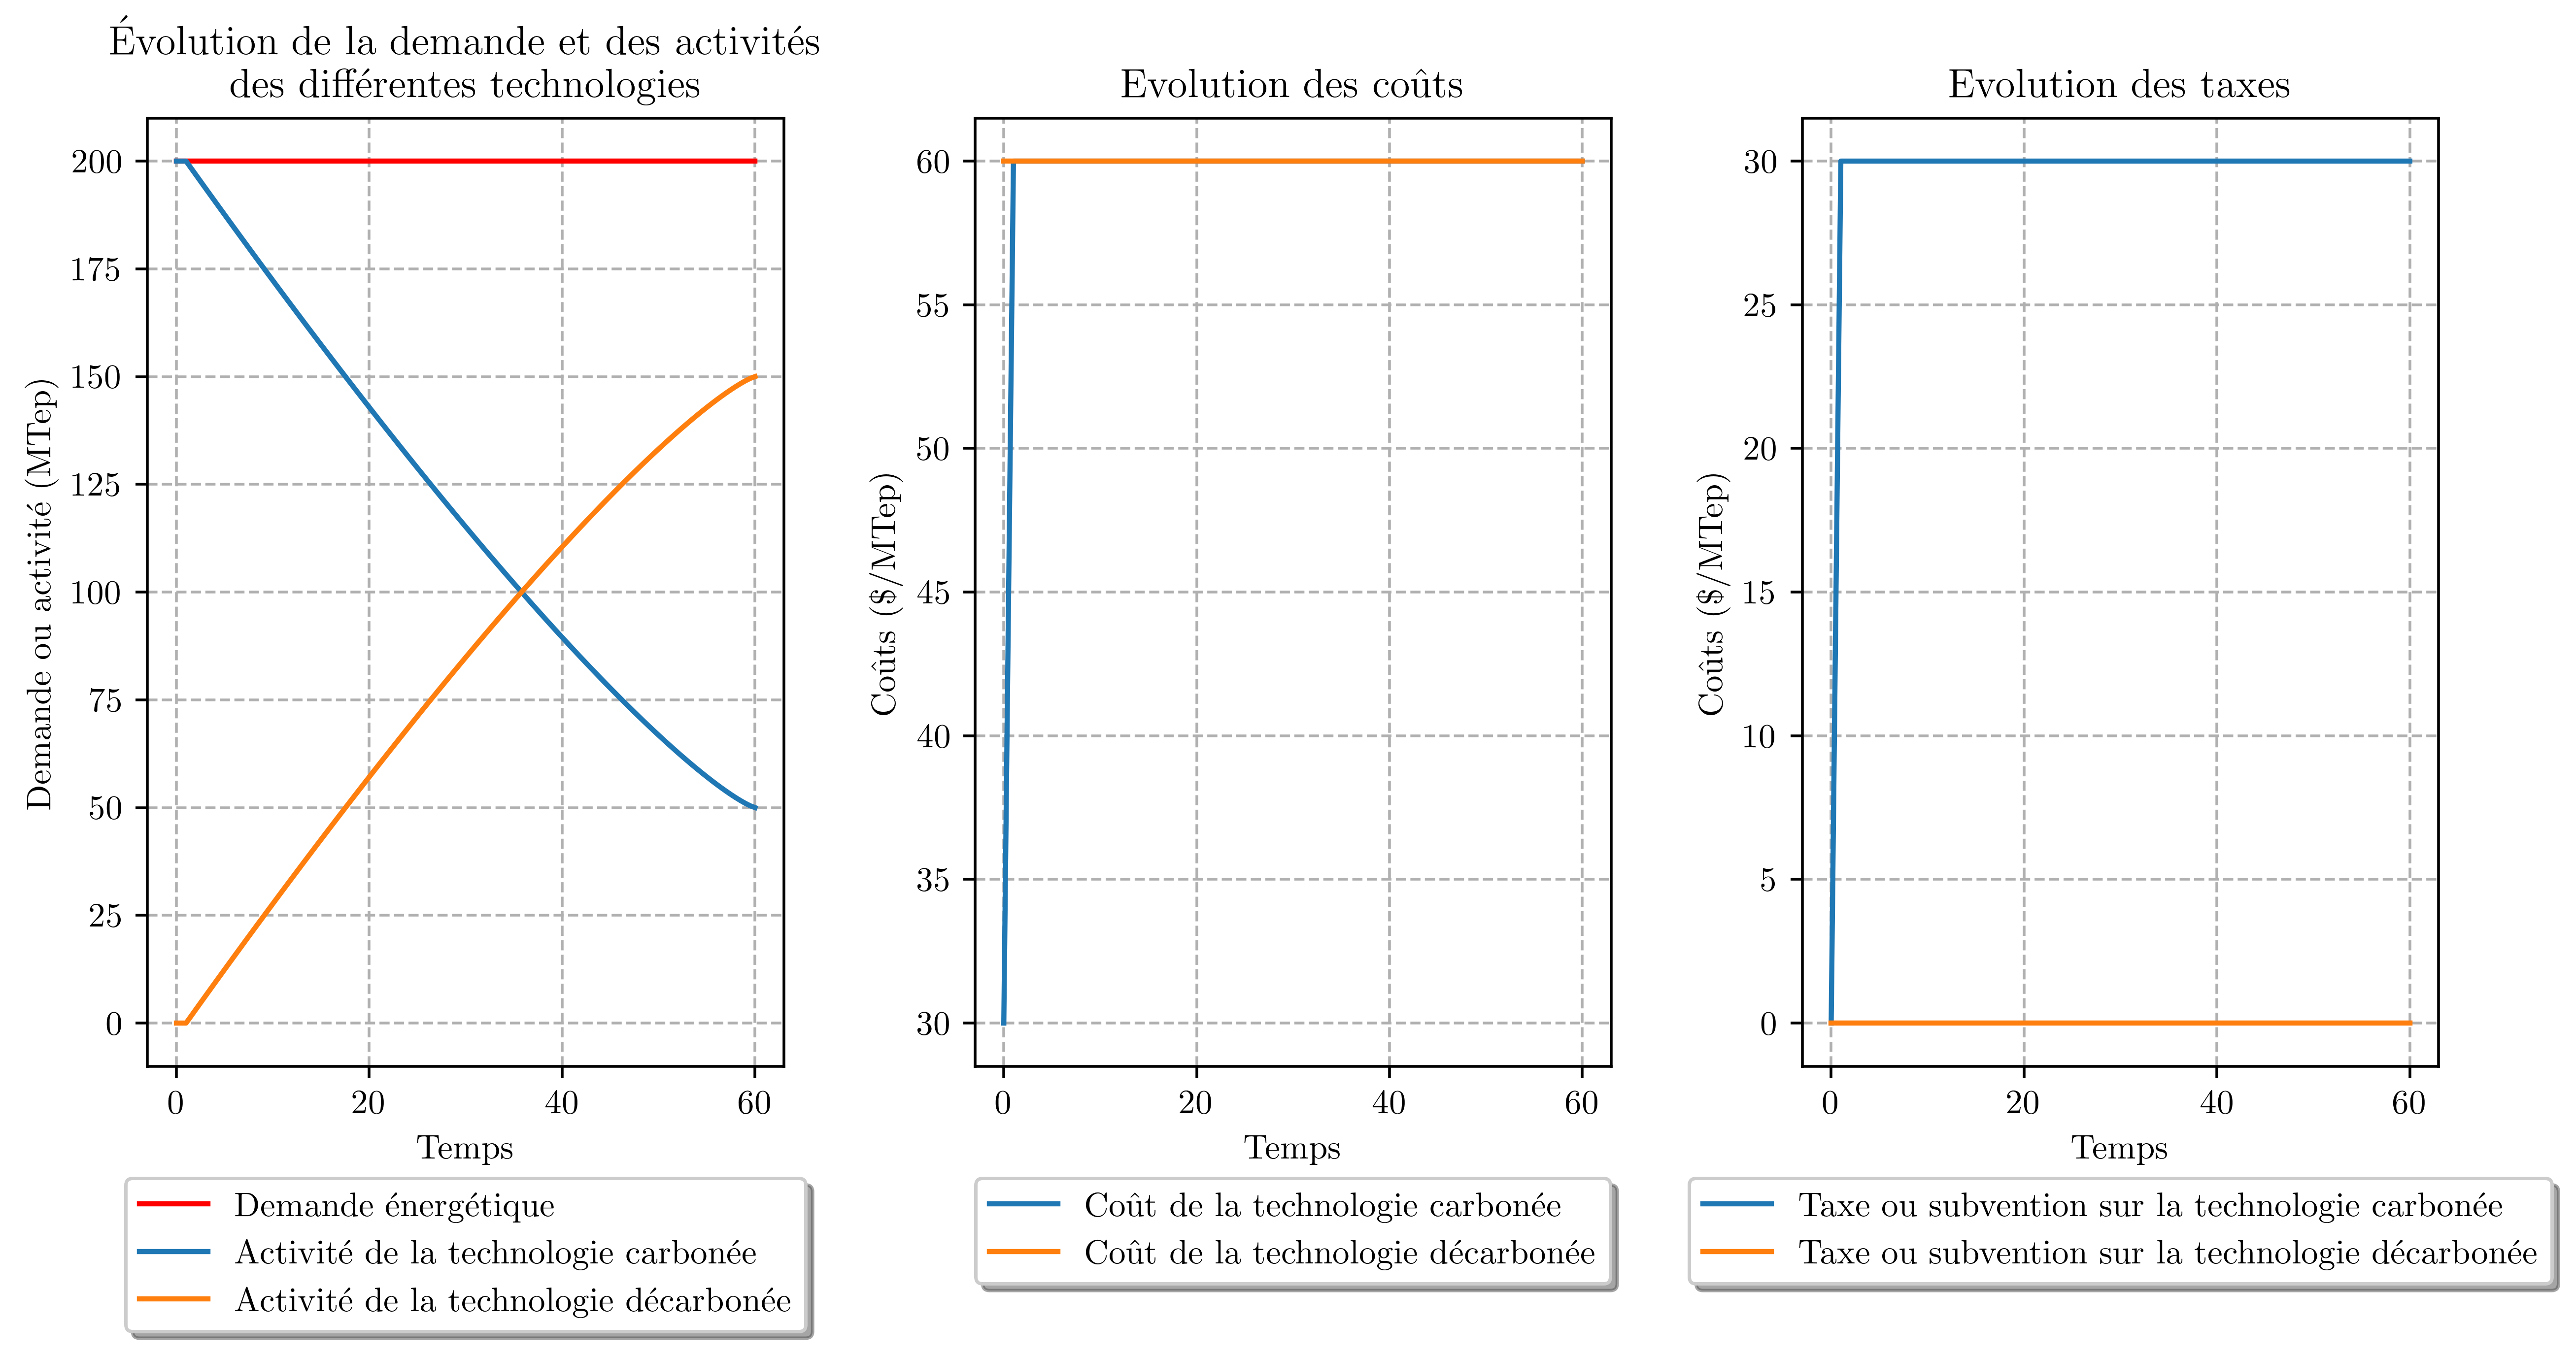 Évolution de la demande et des activités
des différentes technologies
Demande ou activité (MTep)
200
175
150
125
100
75
50
25
0
0 20 40 60
Temps
Demande énergétique
Activité de la technologie carbonée
Activité de la technologie décarbonée
Evolution des coûts
Coûts ($/MTep)
60
55
50
45
40
35
30
0 20 40 60
Temps
Coût de la technologie carbonée
Coût de la technologie décarbonée
Evolution des taxes
Coûts ($/MTep)
30
25
20
15
10
5
0
0 20 40 60
Temps
Taxe ou subvention sur la technologie carbonée
Taxe ou subvention sur la technologie décarbonée